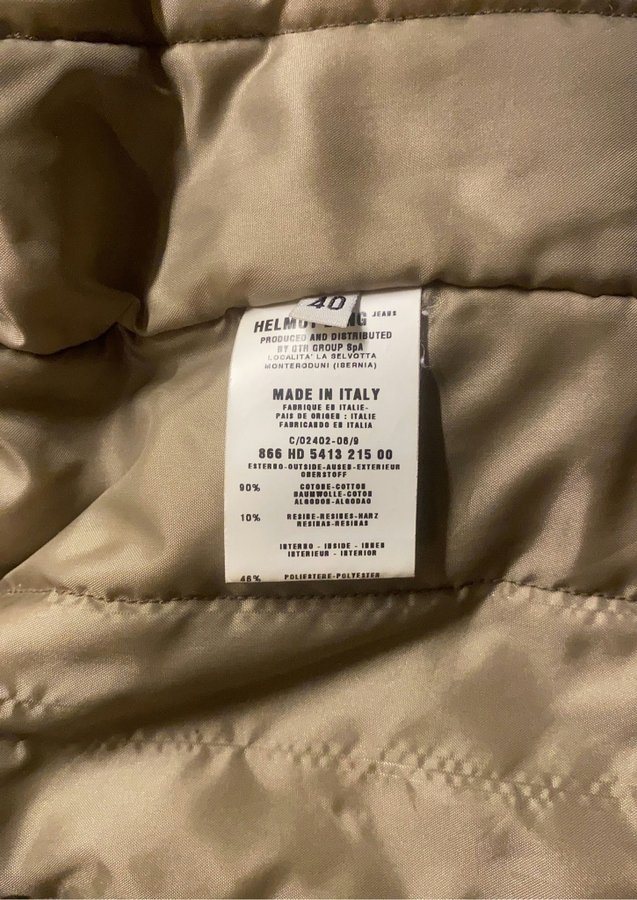 40
HELMUT LANG JEANS
PRODUCED AND DISTRIBUTED
BY GTR GROUP SpA
LOCALITA' LA SELVOTTA
MONTERODUNI (ISERNIA)
MADE IN ITALY
FABRIQUE EN ITALIE-
PAIS DE ORIGEN : ITALIE
FABRICANDO EN ITALIA
C/02402-06/9
866 HD 5413 215 00
ESTERNO-OUTSIDE-AUSEB-EXTERIEUR
OBERSTOFF
90% COTONE-COTTON
BAUMWOLLE-COTON
ALGODON-ALGODAO
10% RESINE-RESINES-HARZ
RESINAS-RESINAS
INTERNO - INSIDE - INNEN
INTERIEUR - INTERIOR
46% POLIESTERE-POLYESTER